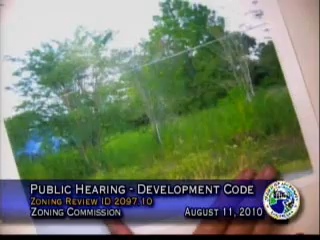 Public Hearing - Development Code
Zoning Review ID 2097 10
Zoning Commission August 11, 2010